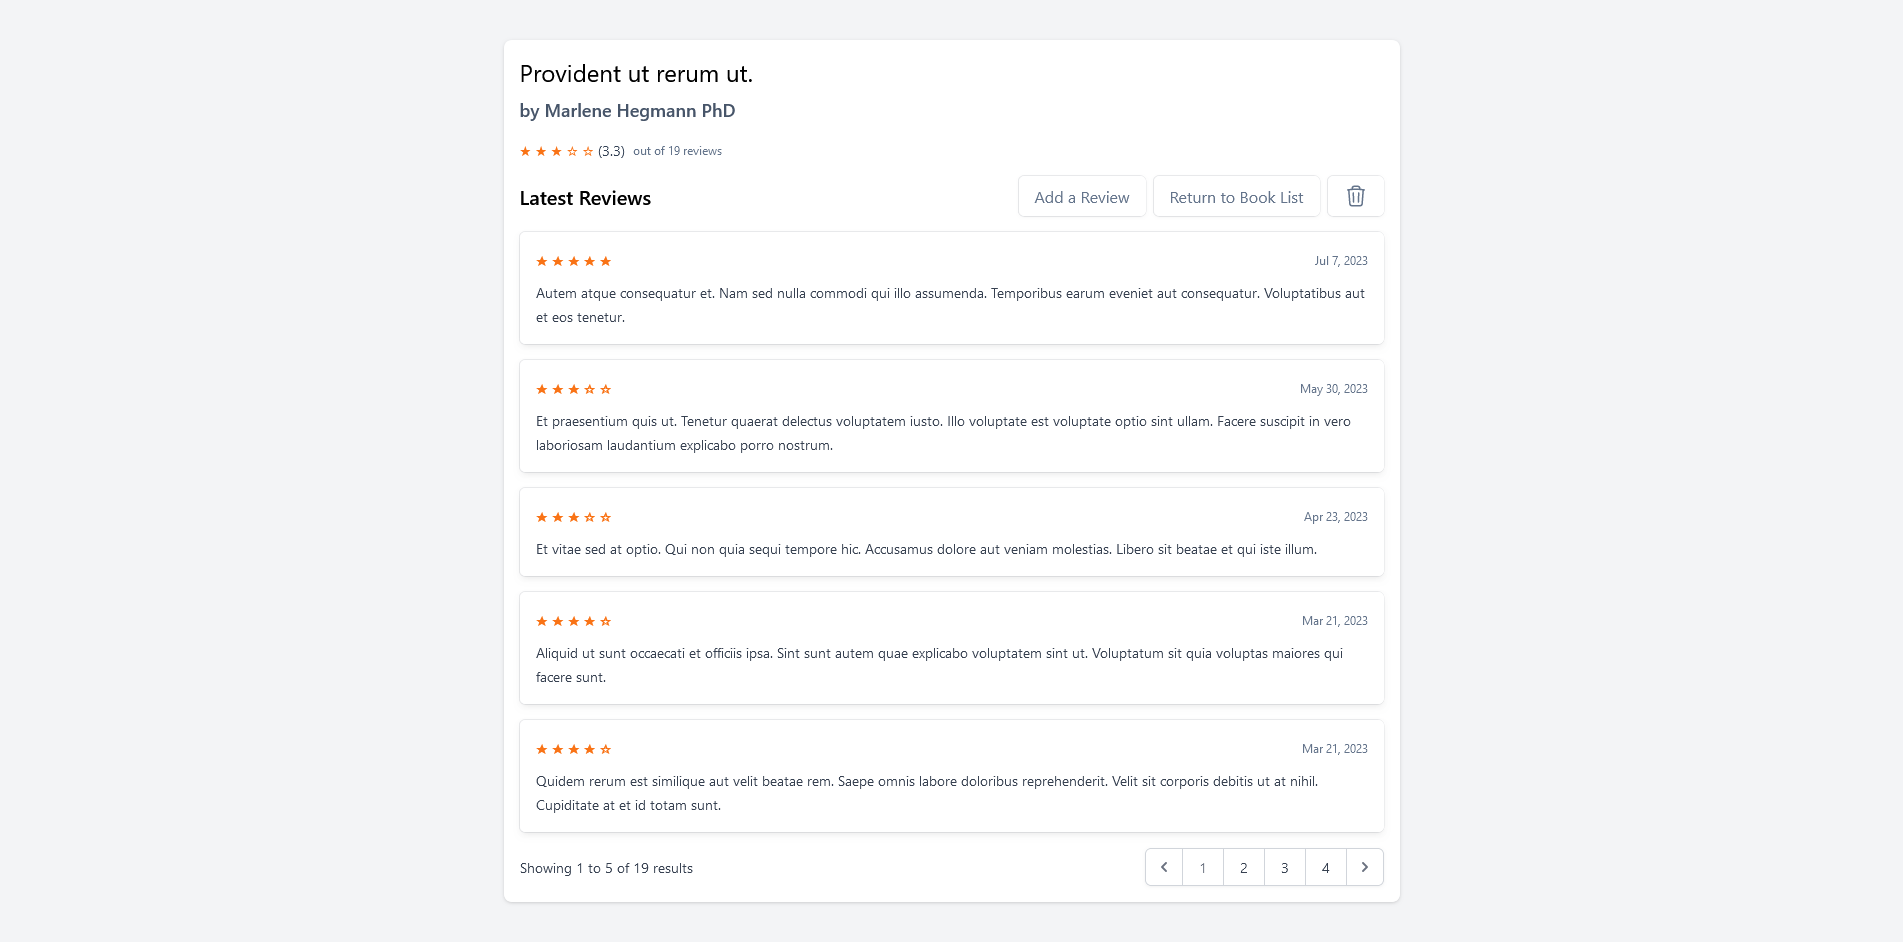 Provident ut rerum ut.
by Marlene Hegmann PhD
★ ★ ★ ☆ ☆ (3.3) out of 19 reviews
Latest Reviews
Add a Review
Return to Book List
★ ★ ★ ★ ★
Jul 7, 2023
Autem atque consequatur et. Nam sed nulla commodi qui illo assumenda. Temporibus earum eveniet aut consequatur. Voluptatibus aut
et eos tenetur.
★ ★ ★ ☆ ☆
May 30, 2023
Et praesentium quis ut. Tenetur quaerat delectus voluptatem iusto. Illo voluptate est voluptate optio sint ullam. Facere suscipit in vero
laboriosam laudantium explicabo porro nostrum.
★ ★ ★ ☆ ☆
Apr 23, 2023
Et vitae sed at optio. Qui non quia sequi tempore hic. Accusamus dolore aut veniam molestias. Libero sit beatae et qui iste illum.
★ ★ ★ ★ ☆
Mar 21, 2023
Aliquid ut sunt occaecati et officiis ipsa. Sint sunt autem quae explicabo voluptatem sint ut. Voluptatum sit quia voluptas maiores qui
facere sunt.
★ ★ ★ ★ ☆
Mar 21, 2023
Quidem rerum est similique aut velit beatae rem. Saepe omnis labore doloribus reprehenderit. Velit sit corporis debitis ut at nihil.
Cupiditate at et id totam sunt.
Showing 1 to 5 of 19 results
1 2 3 4